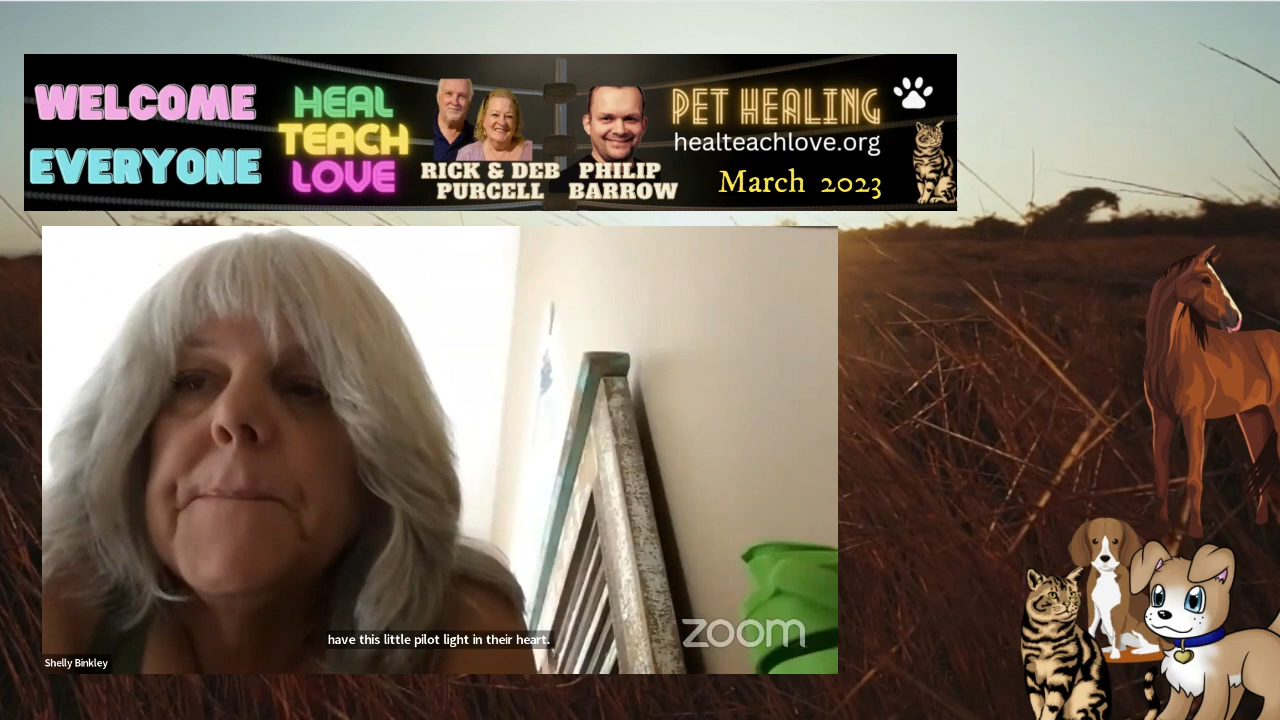 WELCOME
EVERYONE
HEAL
TEACH
LOVE
RICK & DEB
PURCELL
PHILIP
BARROW
PET HEALING
healteachlove.org
March 2023
have this little pilot light in their heart.
zoom
Shelly Binkley